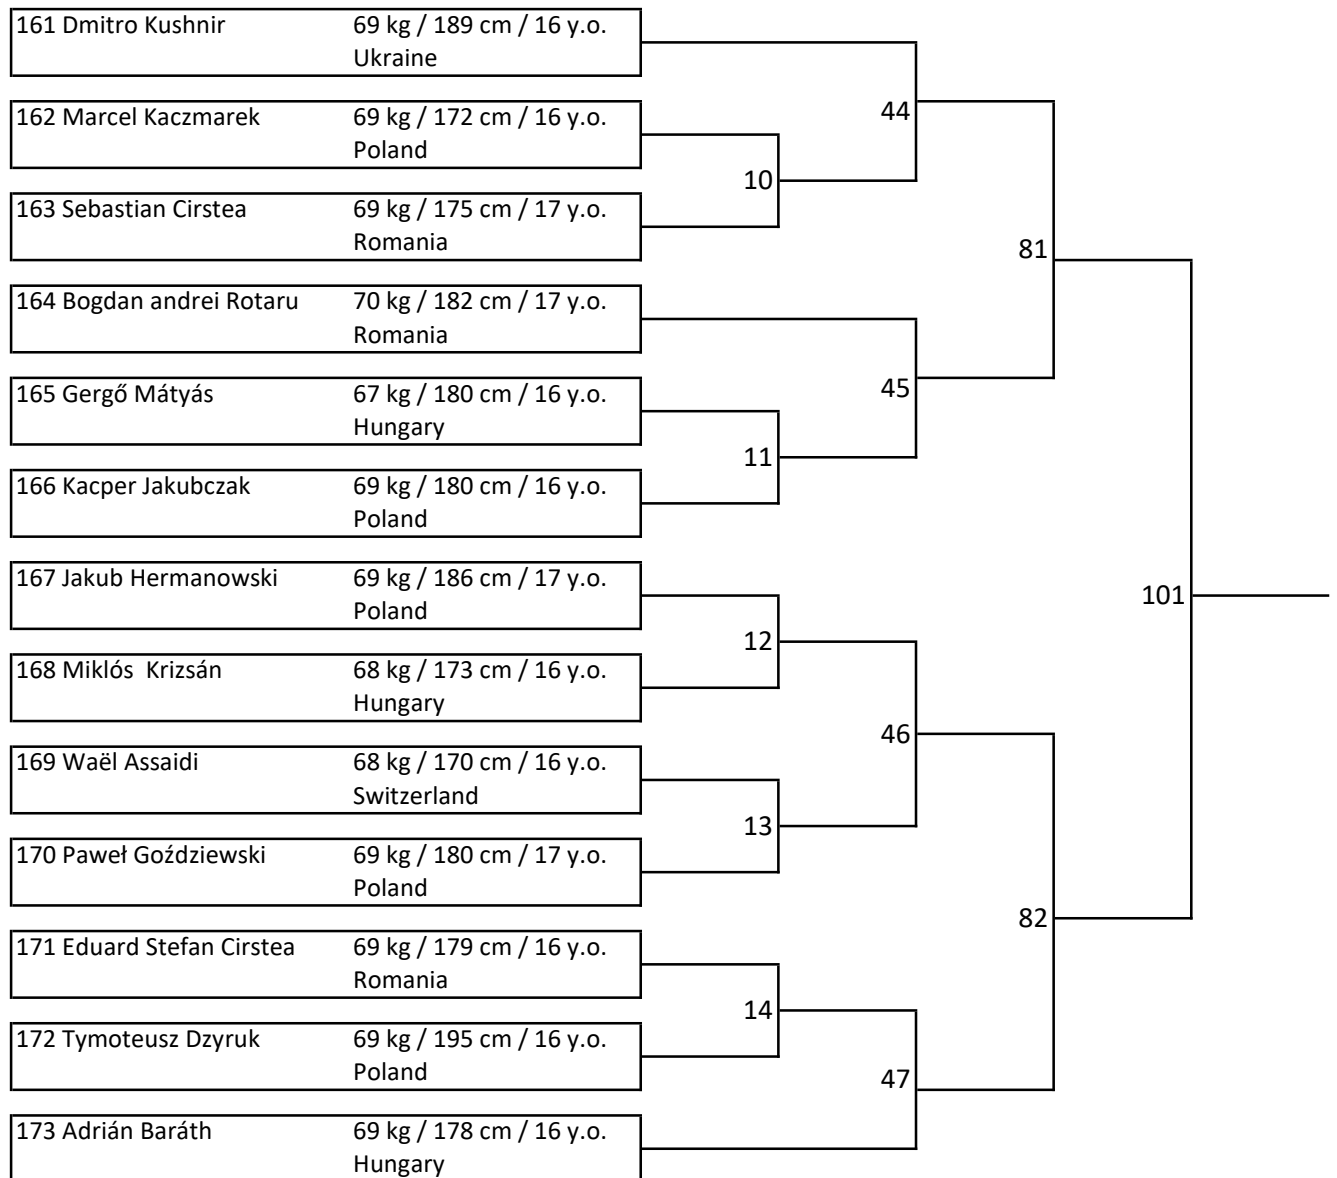 161 Dmitro Kushnir 69 kg / 189 cm / 16 y.o.
Ukraine
44
162 Marcel Kaczmarek 69 kg / 172 cm / 16 y.o.
Poland
10
163 Sebastian Cirstea 69 kg / 175 cm / 17 y.o.
Romania
81
164 Bogdan andrei Rotaru 70 kg / 182 cm / 17 y.o.
Romania
45
165 Gergő Mátyás 67 kg / 180 cm / 16 y.o.
Hungary
11
166 Kacper Jakubczak 69 kg / 180 cm / 16 y.o.
Poland
167 Jakub Hermanowski 69 kg / 186 cm / 17 y.o.
Poland
101
12
168 Miklós  Krizsán 68 kg / 173 cm / 16 y.o.
Hungary
46
169 Waël Assaidi 68 kg / 170 cm / 16 y.o.
Switzerland
13
170 Paweł Goździewski 69 kg / 180 cm / 17 y.o.
Poland
82
171 Eduard Stefan Cirstea 69 kg / 179 cm / 16 y.o.
Romania
14
172 Tymoteusz Dzyruk 69 kg / 195 cm / 16 y.o.
Poland
47
173 Adrián Baráth 69 kg / 178 cm / 16 y.o.
Hungary